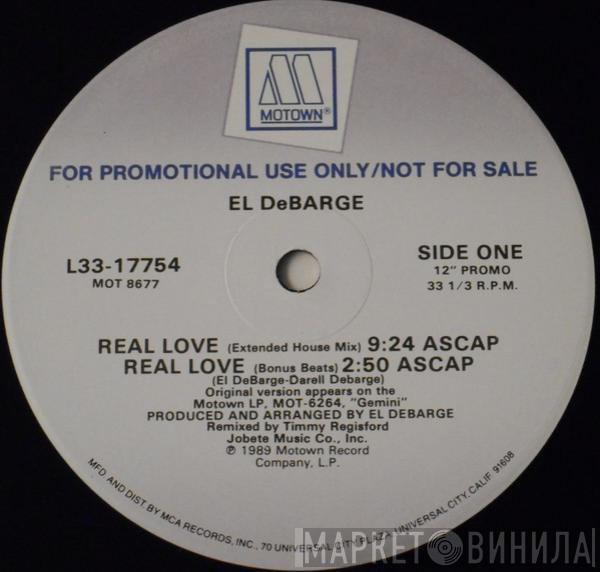 MOTOWN®
FOR PROMOTIONAL USE ONLY/NOT FOR SALE
EL DeBARGE
L33-17754
MOT 8677
SIDE ONE
12" PROMO
33 1/3 R.P.M.
REAL LOVE (Extended House Mix) 9:24 ASCAP
REAL LOVE (Bonus Beats) 2:50 ASCAP
(El DeBarge-Darell Debarge)
Original version appears on the
Motown LP, MOT-6264, "Gemini"
PRODUCED AND ARRANGED BY EL DEBARGE
Remixed by Timmy Regisford
Jobete Music Co., Inc.
℗ 1989 Motown Record
Company, L.P.
MFD AND DIST. BY MCA RECORDS, INC., 70 UNIVERSAL CITY PLAZA, UNIVERSAL CITY, CALIF. 91608
МАРКЕТ ВИНИЛА